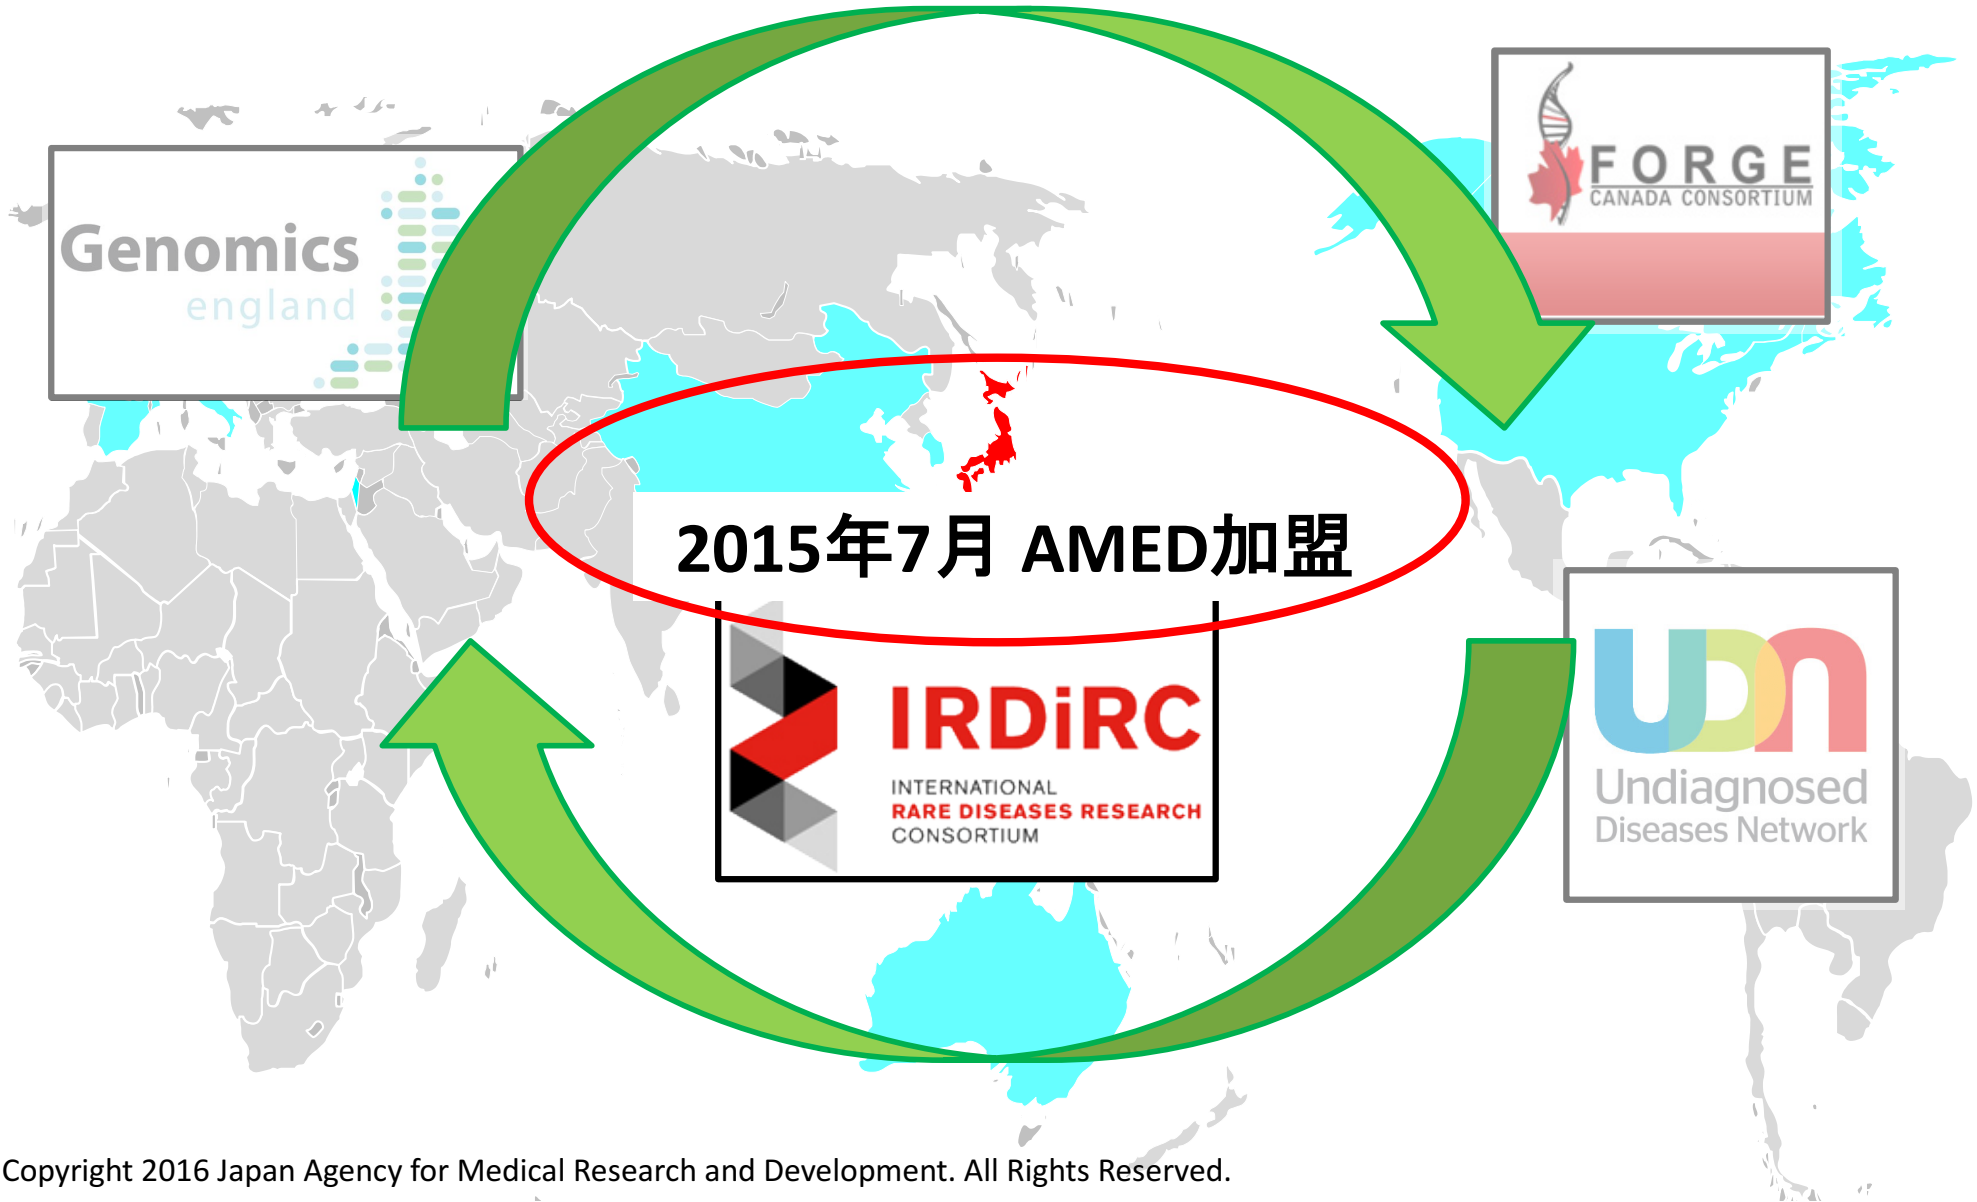 Genomics
england
FORGE
CANADA CONSORTIUM
2015年7月 AMED加盟
IRDiRC
INTERNATIONAL
RARE DISEASES RESEARCH
CONSORTIUM
UDN
Undiagnosed
Diseases Network
Copyright 2016 Japan Agency for Medical Research and Development. All Rights Reserved.